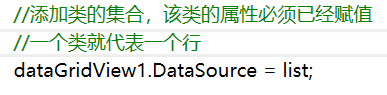 //添加类的集合，该类的属性必须已经赋值
//一个类就代表一个行
dataGridView1.DataSource = list;